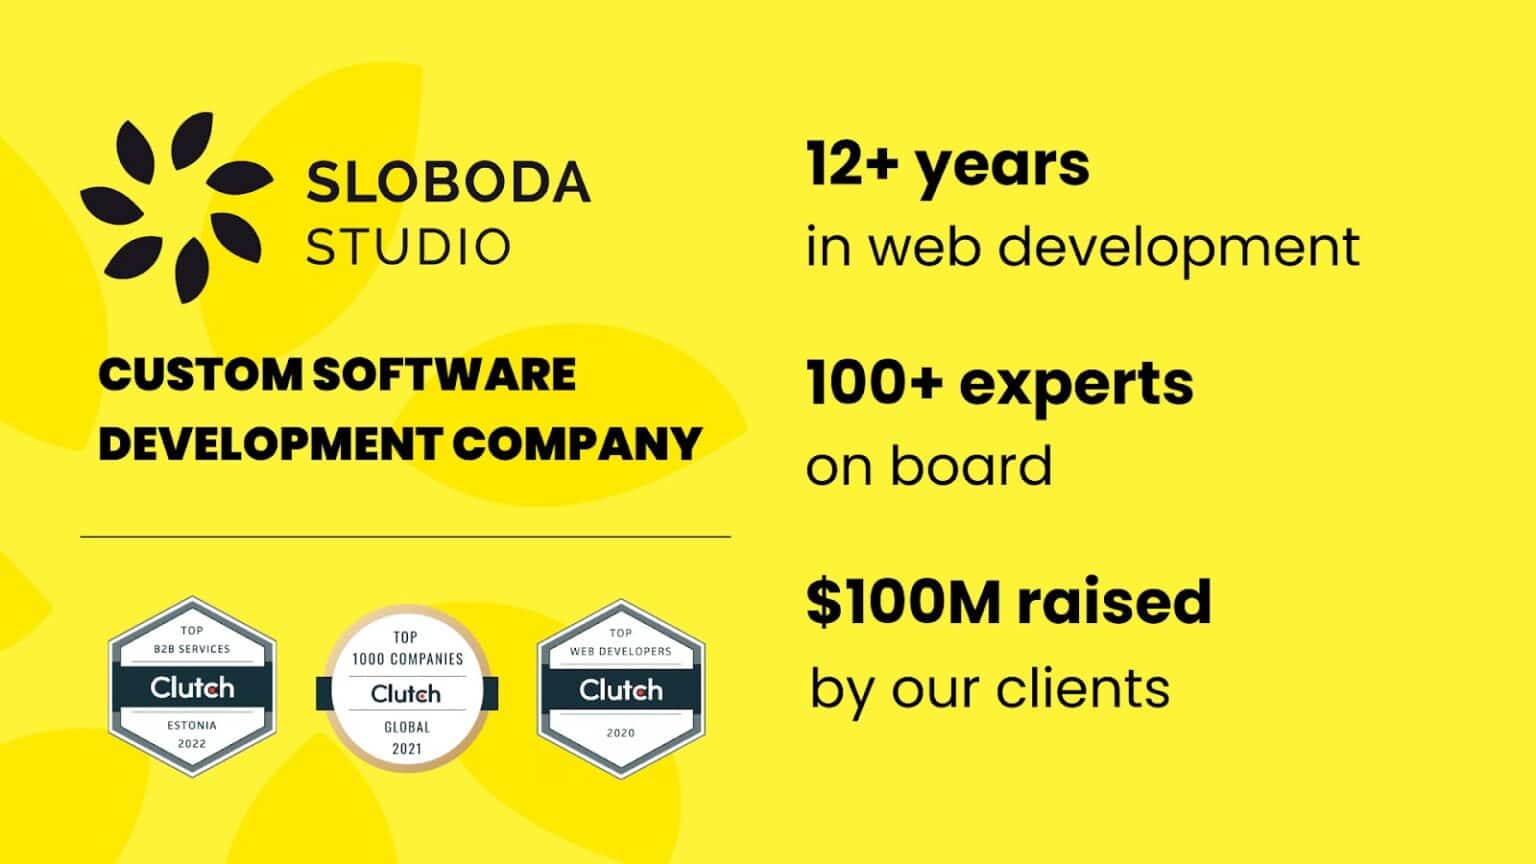 SLOBODA
STUDIO
CUSTOM SOFTWARE
DEVELOPMENT COMPANY
TOP
B2B SERVICES
Clutch
ESTONIA
2022
TOP
1000 COMPANIES
Clutch
GLOBAL
2021
TOP
WEB DEVELOPERS
Clutch
2020
12+ years
in web development
100+ experts
on board
$100M raised
by our clients